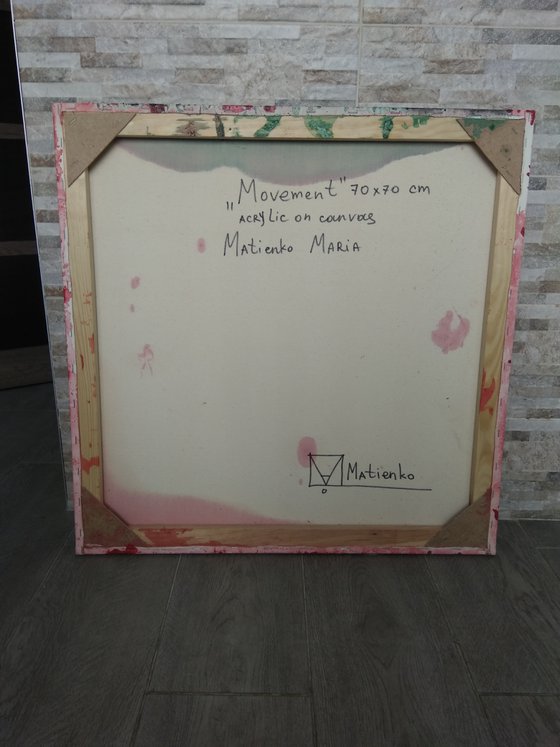 „Movement" 70x70 cm
acrylic on canvas
Matienko Maria
Matienko